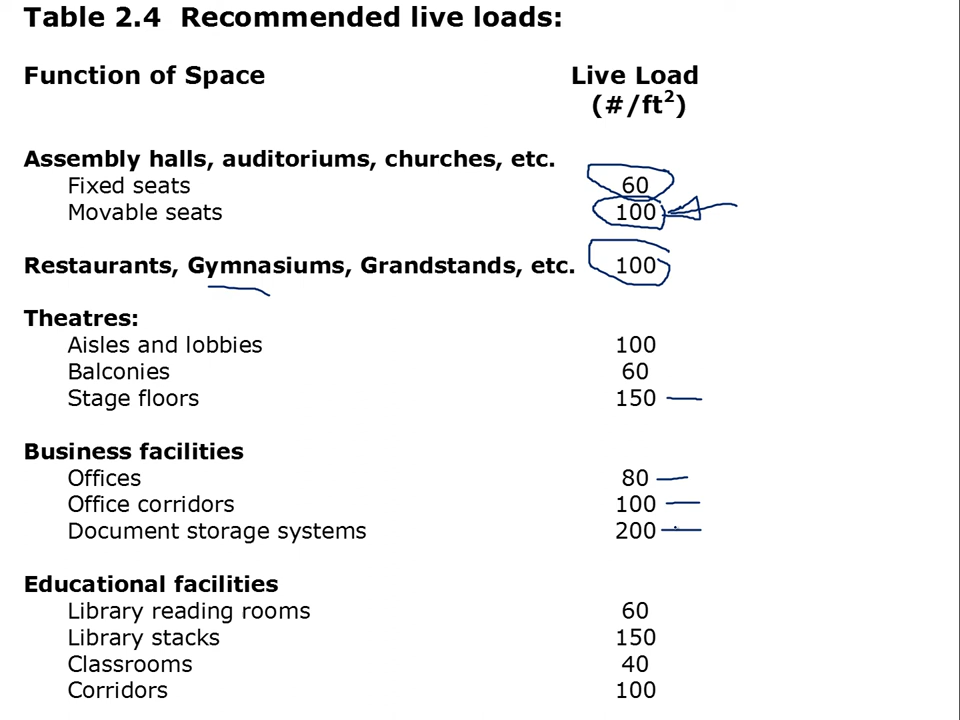 Table 2.4 Recommended live loads:
Function of Space Live Load
(#/ft²)
Assembly halls, auditoriums, churches, etc.
Fixed seats 60
Movable seats 100
Restaurants, Gymnasiums, Grandstands, etc. 100
Theatres:
Aisles and lobbies 100
Balconies 60
Stage floors 150
Business facilities
Offices 80
Office corridors 100
Document storage systems 200
Educational facilities
Library reading rooms 60
Library stacks 150
Classrooms 40
Corridors 100